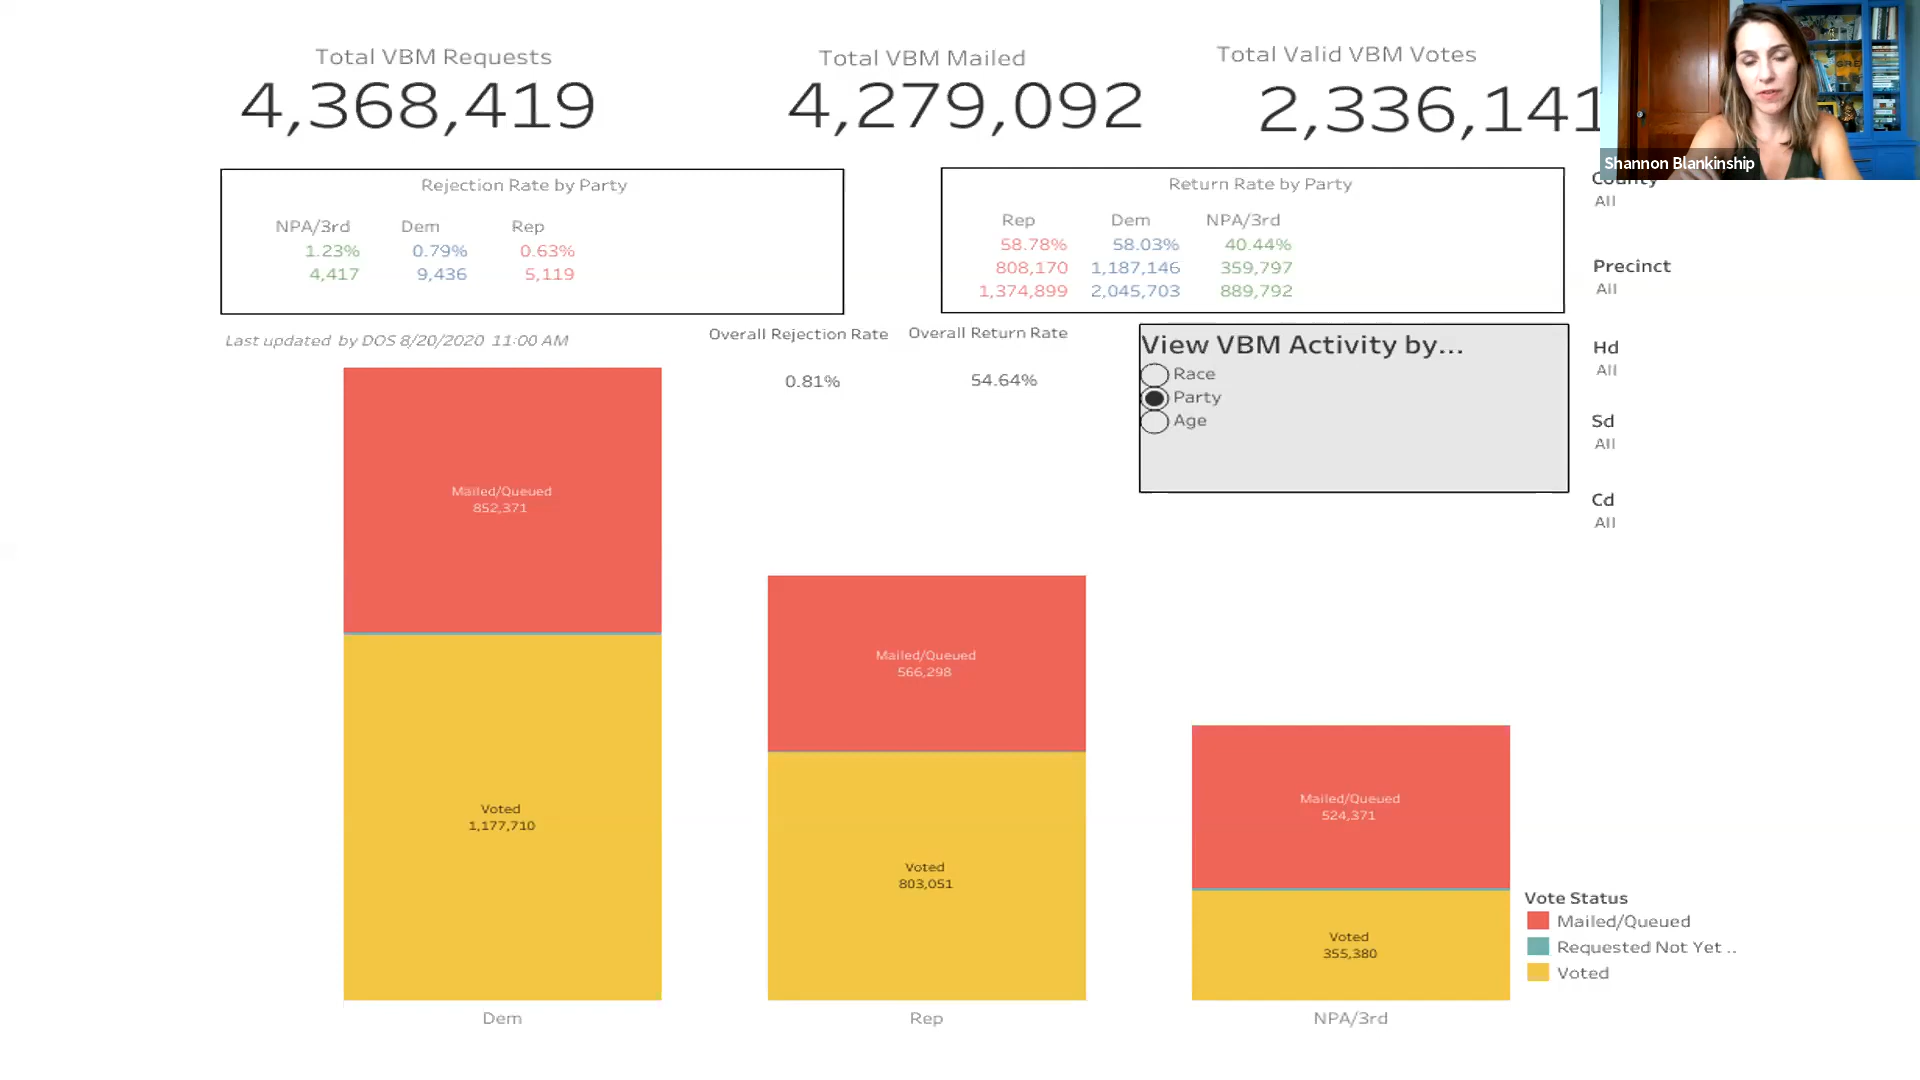 Total VBM Requests
4,368,419
Total VBM Mailed
4,279,092
Total Valid VBM Votes
2,336,141
Shannon Blankinship
Rejection Rate by Party
NPA/3rd Dem Rep
1.23% 0.79% 0.63%
4,417 9,436 5,119
Return Rate by Party
Rep Dem NPA/3rd
58.78% 58.03% 40.44%
808,170 1,187,146 359,797
1,374,899 2,045,703 889,792
County
All
Precinct
All
Hd
All
Sd
All
Cd
All
Last updated by DOS 8/20/2020 11:00 AM
Overall Rejection Rate
0.81%
Overall Return Rate
54.64%
View VBM Activity by...
Race
Party
Age
Mailed/Queued
852,371
Voted
1,177,710
Dem
Mailed/Queued
566,298
Voted
803,051
Rep
Mailed/Queued
524,371
Voted
355,380
NPA/3rd
Vote Status
Mailed/Queued
Requested Not Yet ..
Voted